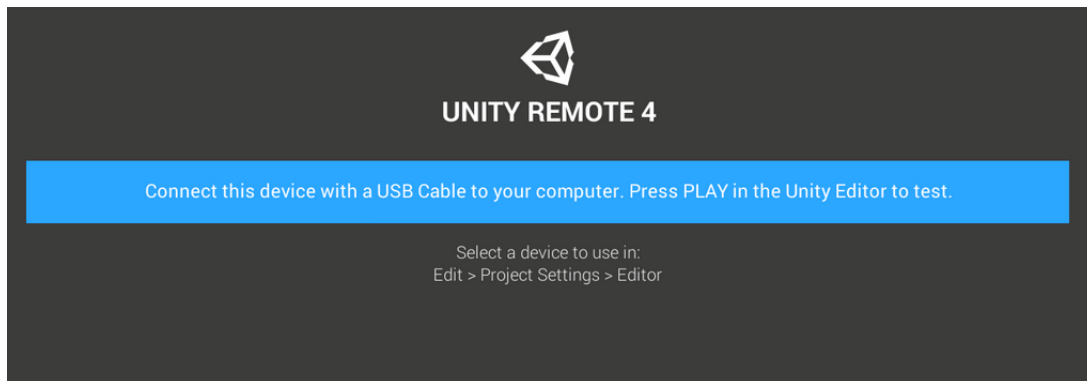 UNITY REMOTE 4
Connect this device with a USB Cable to your computer. Press PLAY in the Unity Editor to test.
Select a device to use in:
Edit > Project Settings > Editor